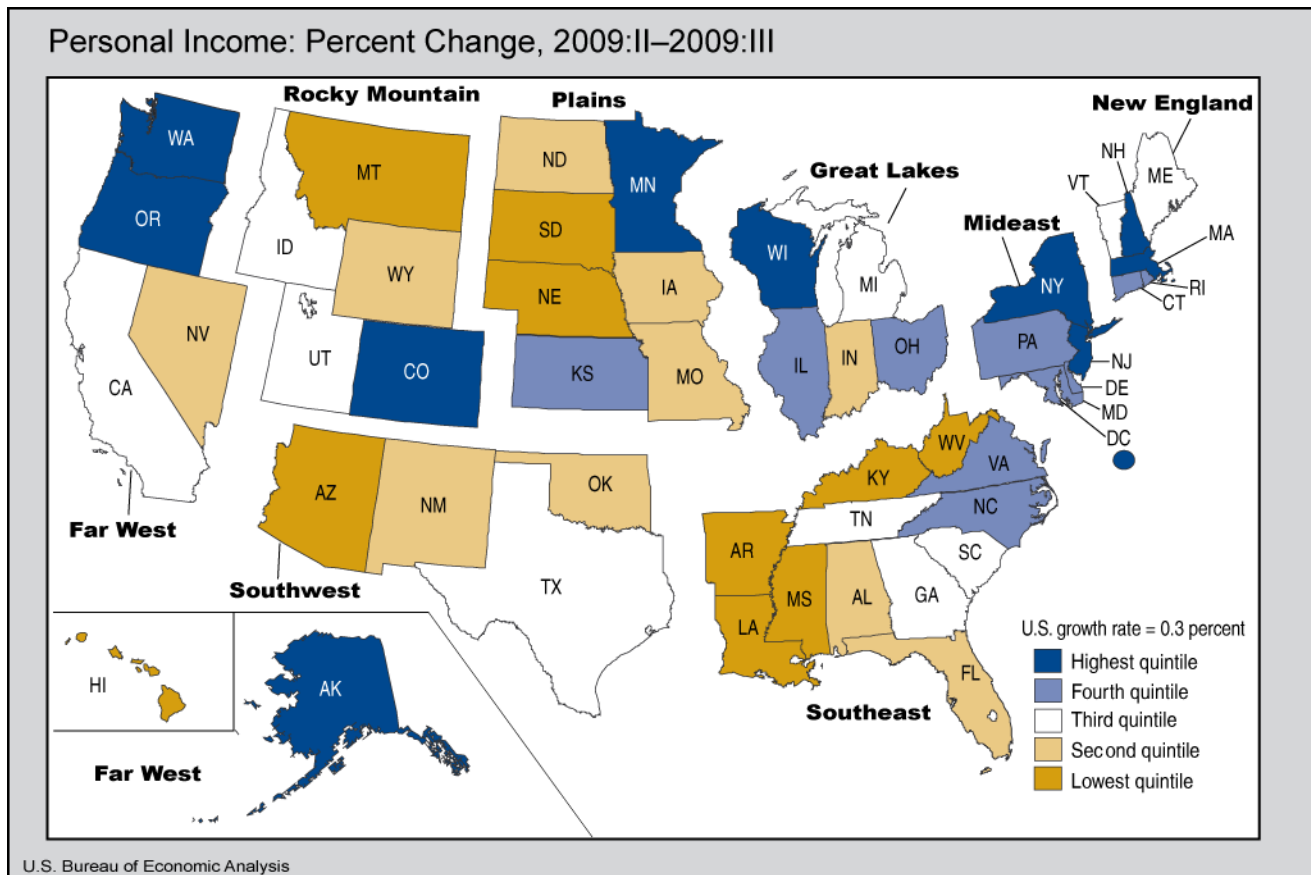 Personal Income: Percent Change, 2009:II–2009:III
Rocky Mountain
Plains
New England
Great Lakes
Mideast
WA
OR
ID
MT
WY
NV
CA
UT
CO
ND
SD
NE
KS
MN
IA
MO
WI
MI
IL
IN
OH
VT
NH
ME
MA
RI
CT
NY
PA
NJ
DE
MD
DC
Far West
AZ
NM
OK
TX
Southwest
WV
KY
VA
TN
NC
SC
AR
MS
AL
GA
LA
FL
Southeast
HI
AK
Far West
U.S. growth rate = 0.3 percent
Highest quintile
Fourth quintile
Third quintile
Second quintile
Lowest quintile
U.S. Bureau of Economic Analysis